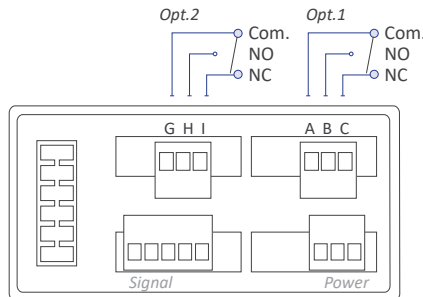 Opt.2 Opt.1
Com. Com.
NO NO
NC NC
G H I A B C
Signal Power